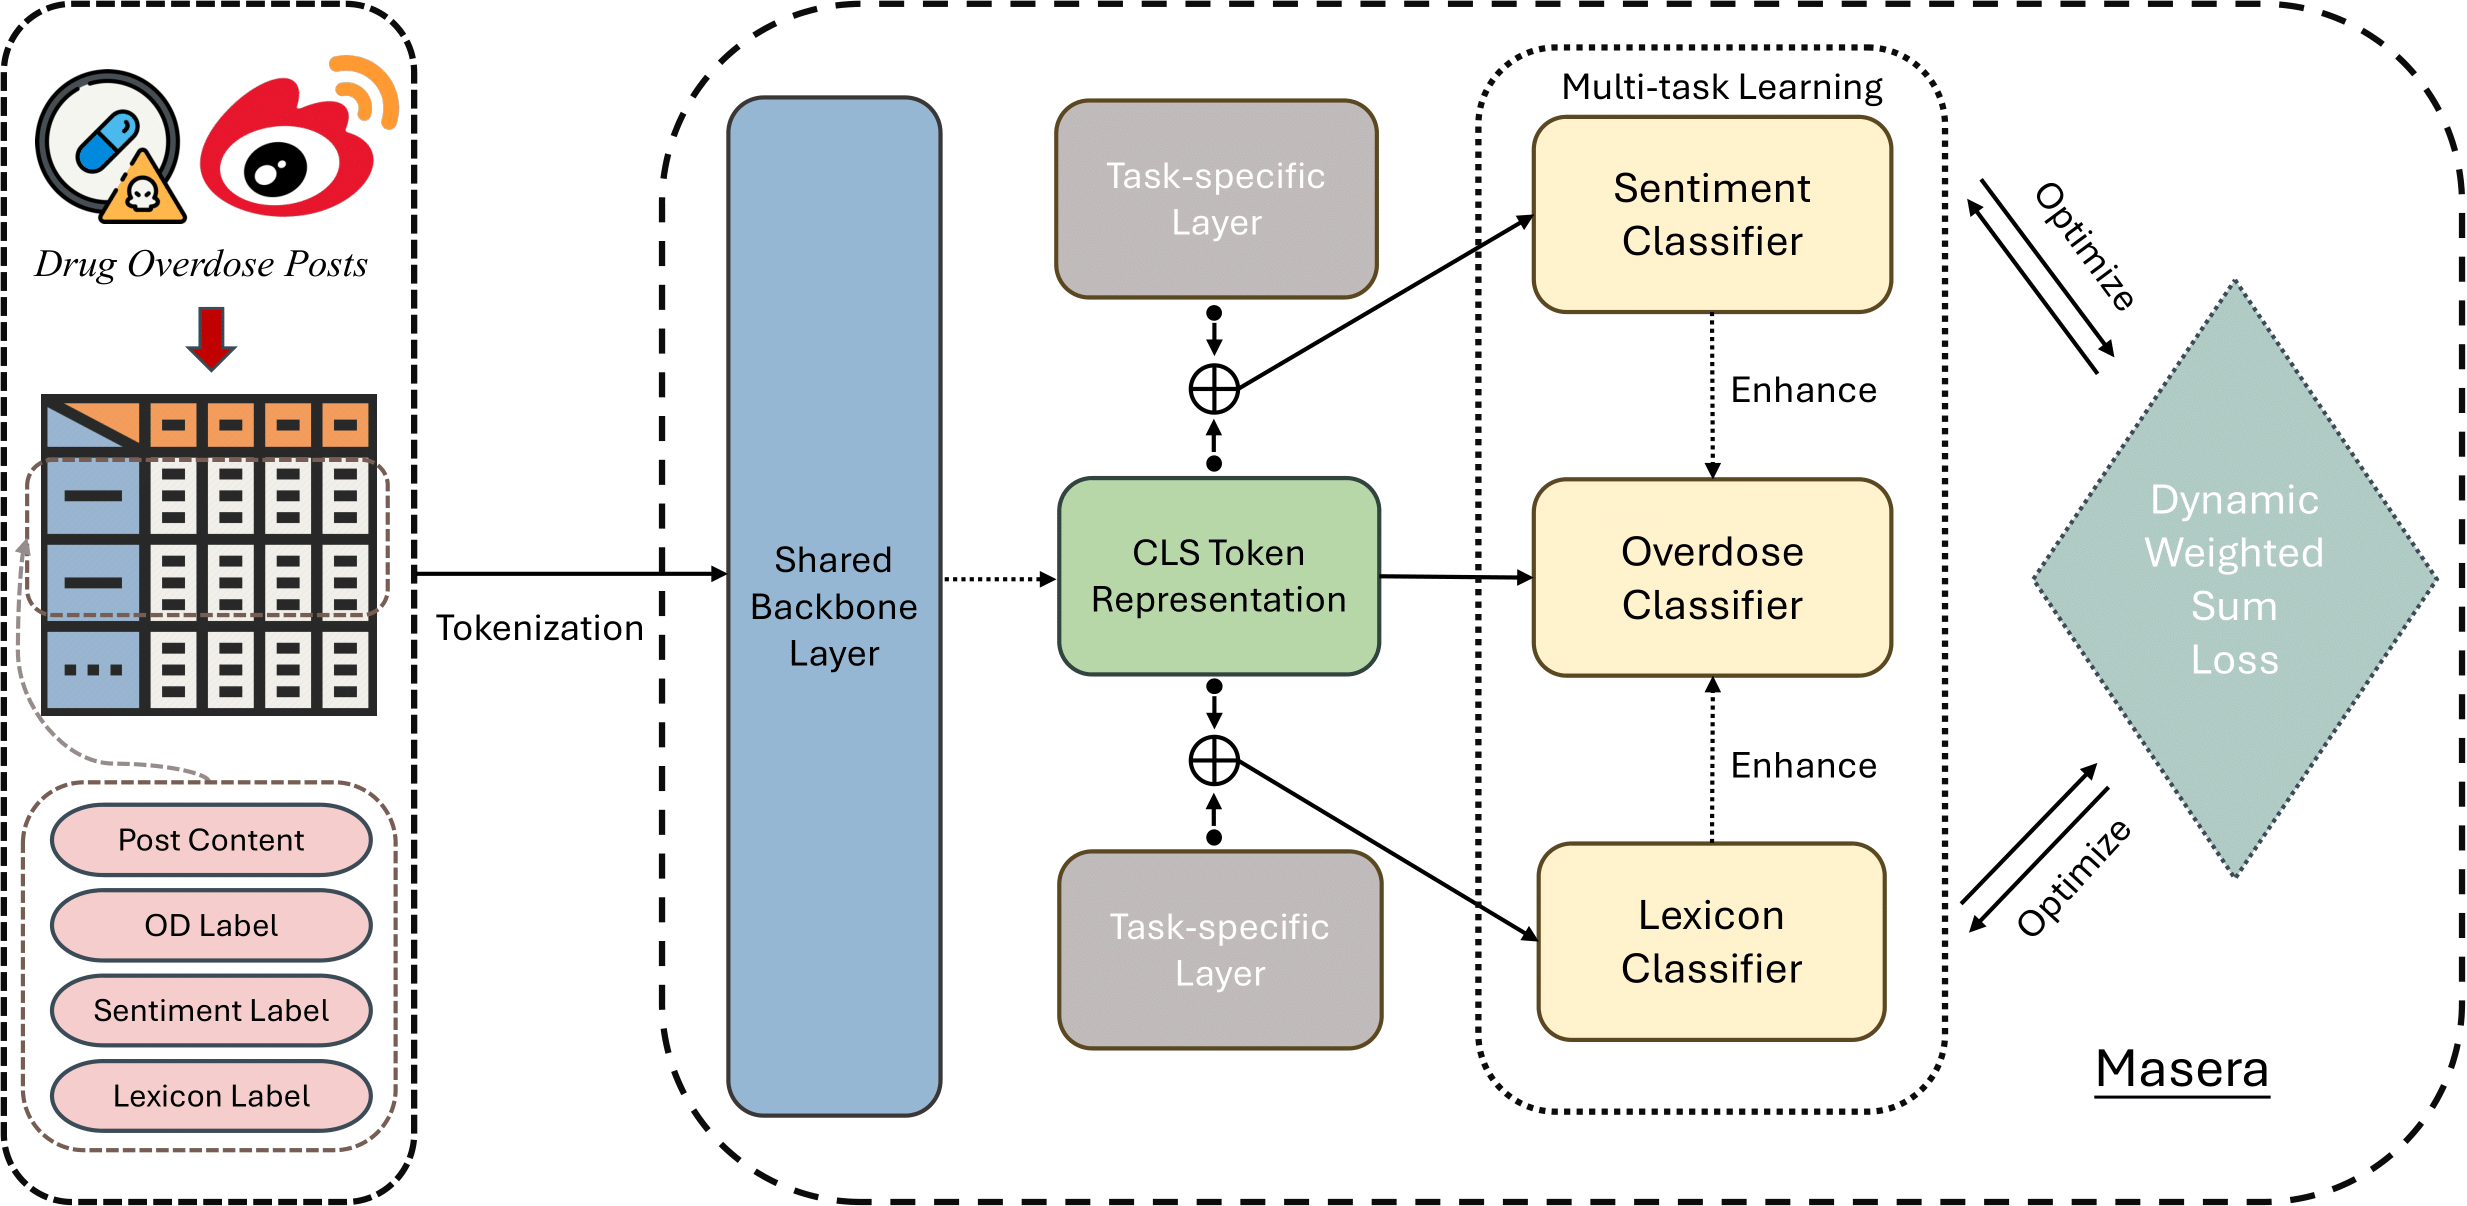 Drug Overdose Posts
Post Content
OD Label
Sentiment Label
Lexicon Label
Tokenization
Shared
Backbone
Layer
Task-specific
Layer
CLS Token
Representation
Task-specific
Layer
Multi-task Learning
Sentiment
Classifier
Enhance
Overdose
Classifier
Enhance
Lexicon
Classifier
Optimize
Dynamic
Weighted
Sum
Loss
Optimize
Masera